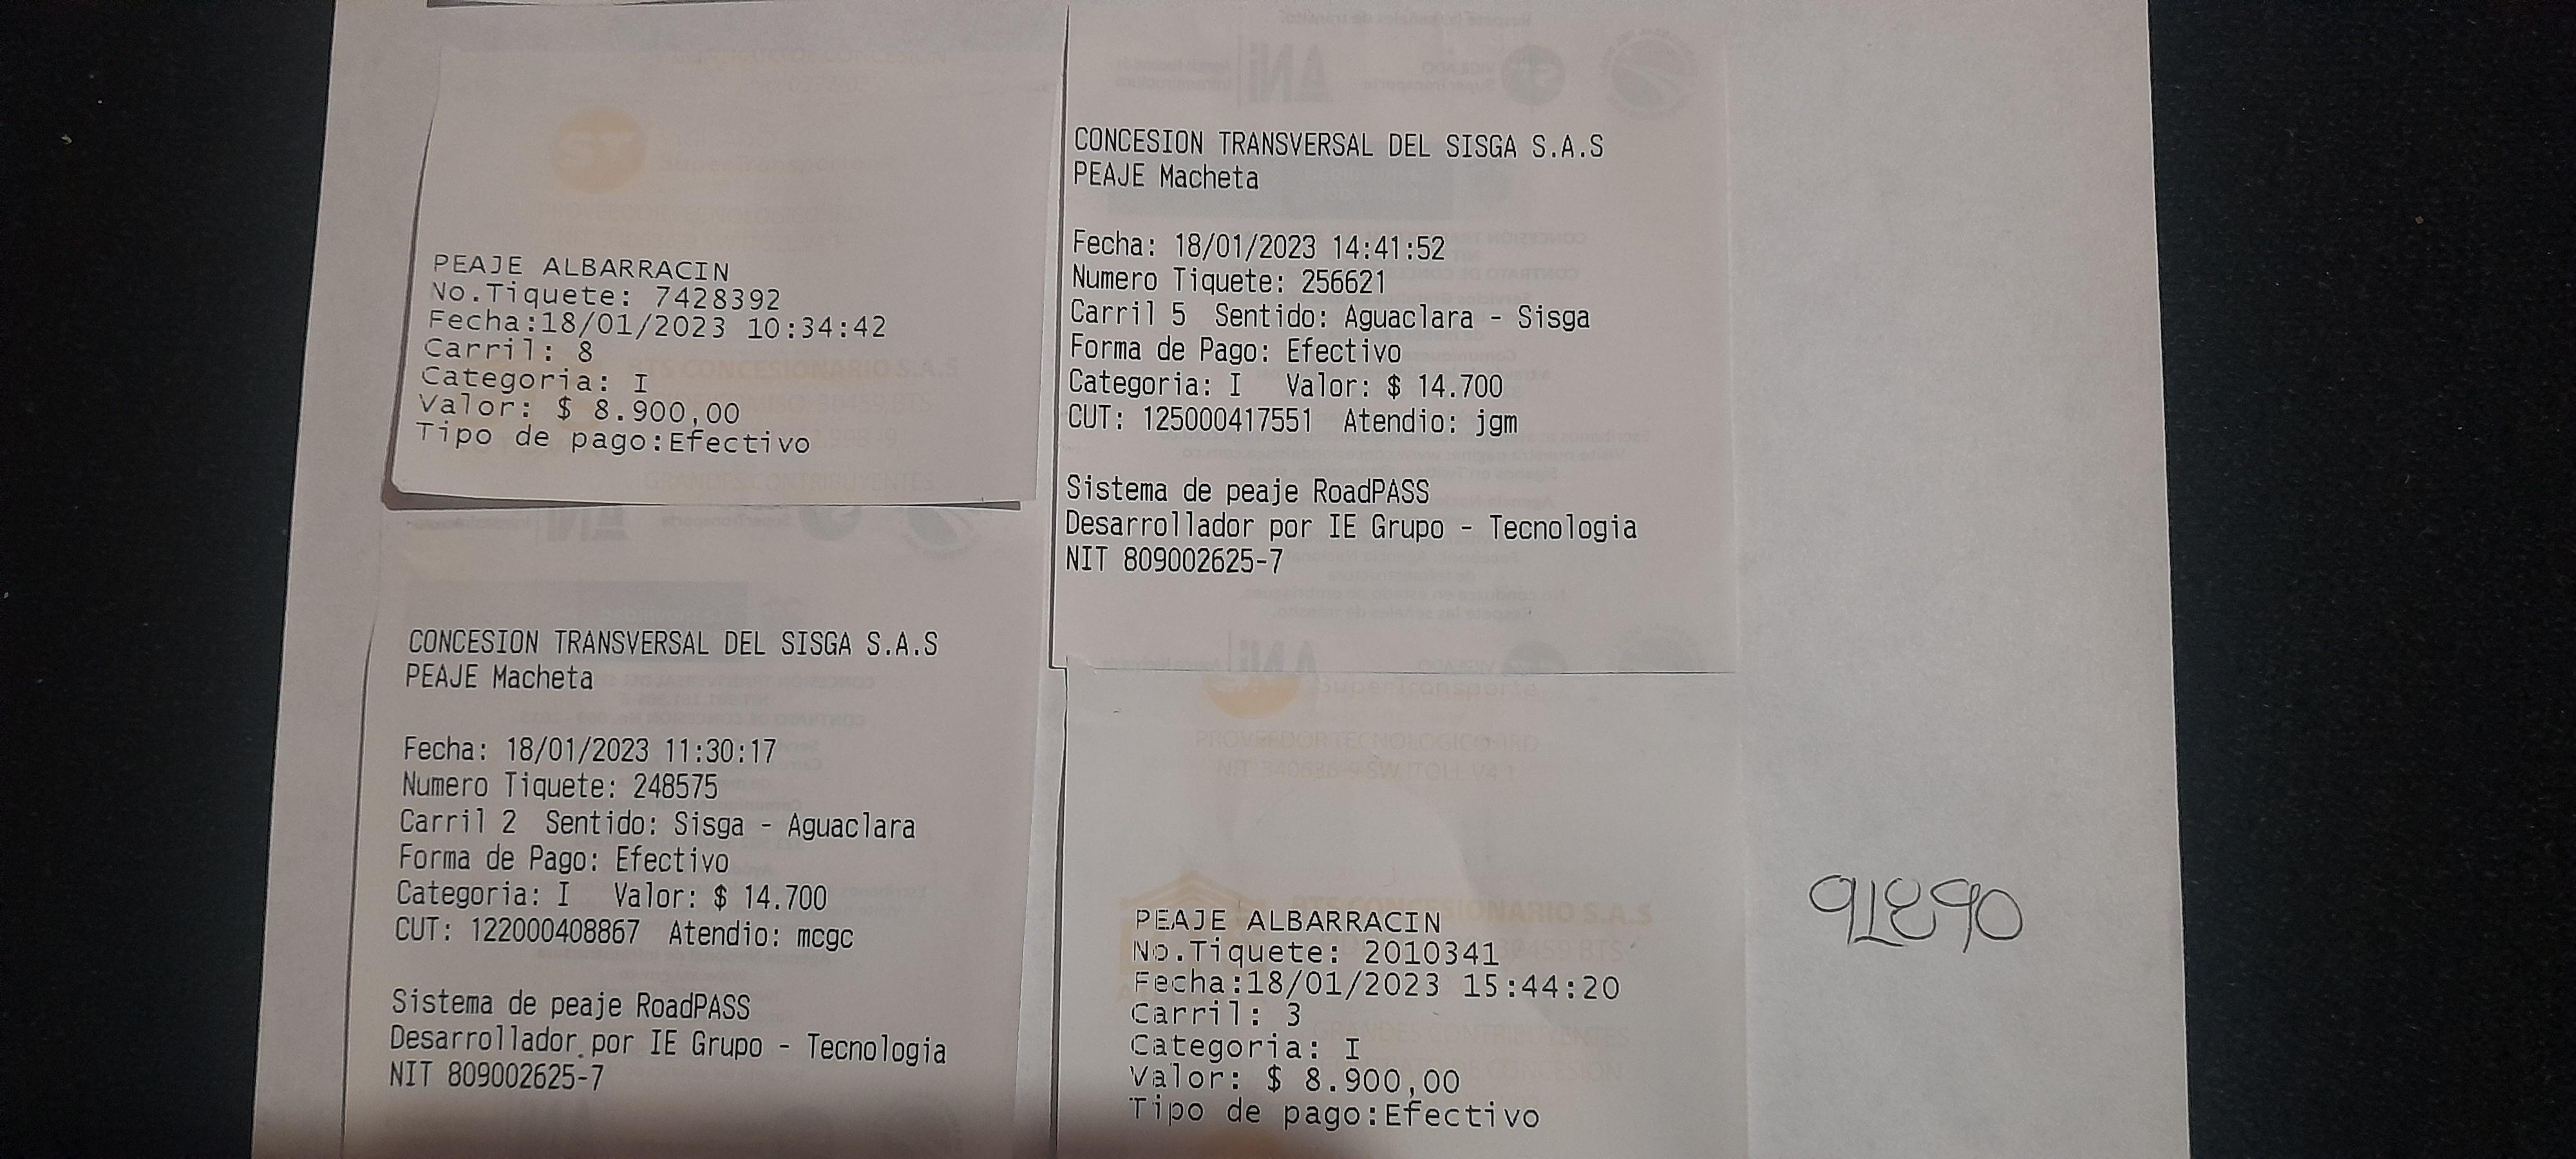 PEAJE ALBARRACIN
No.Tiquete: 7428392
Fecha:18/01/2023 10:34:42
Carril: 8
Categoria: I
Valor: $ 8.900,00
Tipo de pago:Efectivo
CONCESION TRANSVERSAL DEL SISGA S.A.S
PEAJE Macheta
Fecha: 18/01/2023 11:30:17
Numero Tiquete: 248575
Carril 2 Sentido: Sisga - Aguaclara
Forma de Pago: Efectivo
Categoria: I Valor: $ 14.700
CUT: 122000408867 Atendio: mcgc
Sistema de peaje RoadPASS
Desarrollador por IE Grupo - Tecnologia
NIT 809002625-7
CONCESION TRANSVERSAL DEL SISGA S.A.S
PEAJE Macheta
Fecha: 18/01/2023 14:41:52
Numero Tiquete: 256621
Carril 5 Sentido: Aguaclara - Sisga
Forma de Pago: Efectivo
Categoria: I Valor: $ 14.700
CUT: 125000417551 Atendio: jgm
Sistema de peaje RoadPASS
Desarrollador por IE Grupo - Tecnologia
NIT 809002625-7
SuperTransporte
PROVEEDOR TECNOLOGICO IRD
PEAJE ALBARRACIN
No.Tiquete: 2010341
Fecha:18/01/2023 15:44:20
Carril: 3
Categoria: I
Valor: $ 8.900,00
Tipo de pago:Efectivo